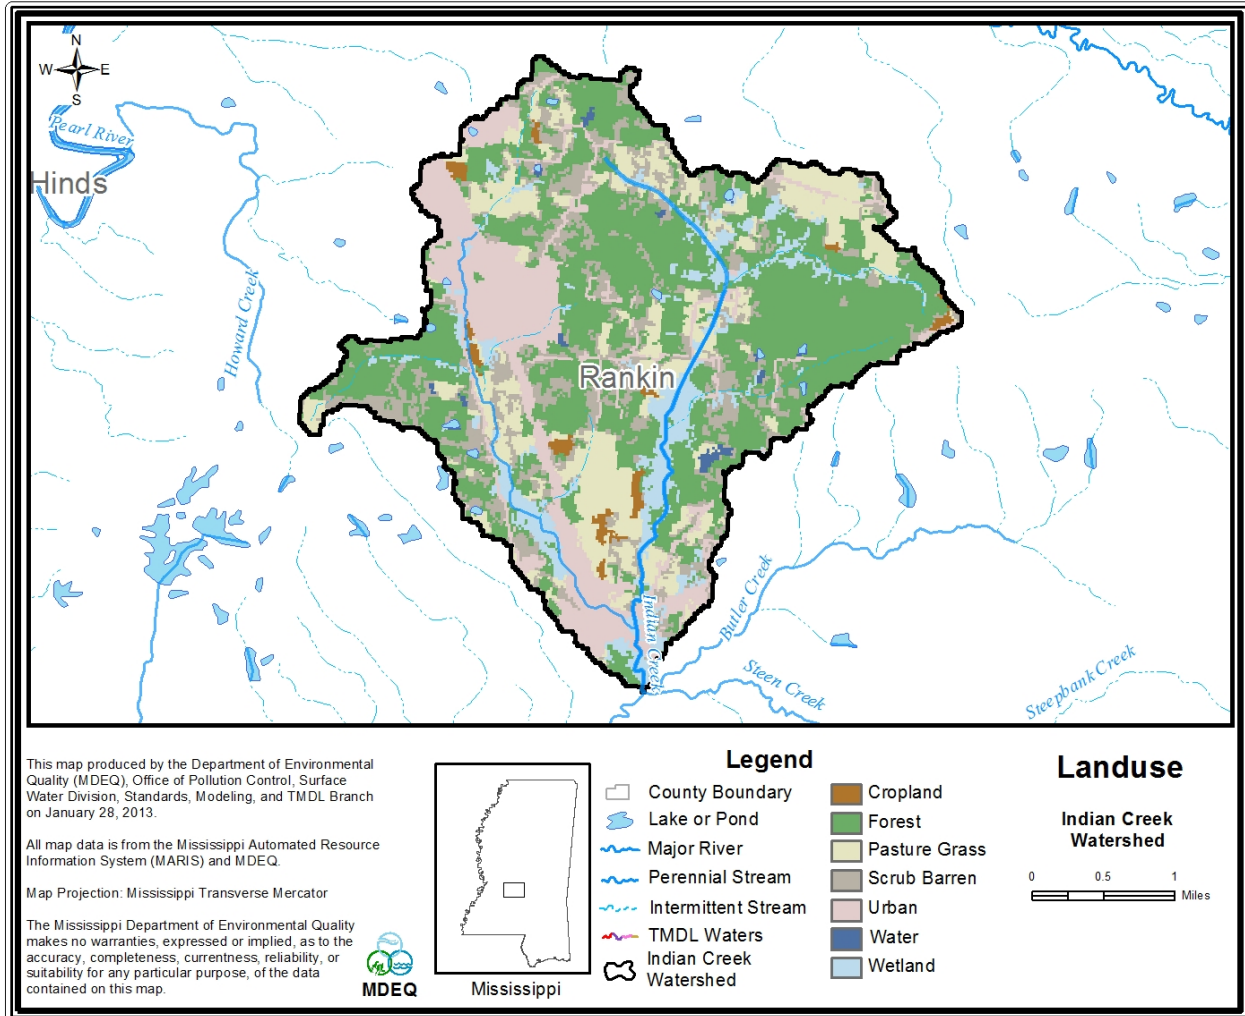 N
W E
S
Pearl River
Hinds
Howard Creek
Rankin
Indian Creek
Butler Creek
Steen Creek
Steepbank Creek
This map produced by the Department of Environmental
Quality (MDEQ), Office of Pollution Control, Surface
Water Division, Standards, Modeling, and TMDL Branch
on January 28, 2013.
All map data is from the Mississippi Automated Resource
Information System (MARIS) and MDEQ.
Map Projection: Mississippi Transverse Mercator
The Mississippi Department of Environmental Quality
makes no warranties, expressed or implied, as to the
accuracy, completeness, currentness, reliability, or
suitability for any particular purpose, of the data
contained on this map.
MDEQ
Mississippi
Legend
County Boundary
Lake or Pond
Major River
Perennial Stream
Intermittent Stream
TMDL Waters
Indian Creek
Watershed
Cropland
Forest
Pasture Grass
Scrub Barren
Urban
Water
Wetland
Landuse
Indian Creek
Watershed
0 0.5 1
Miles